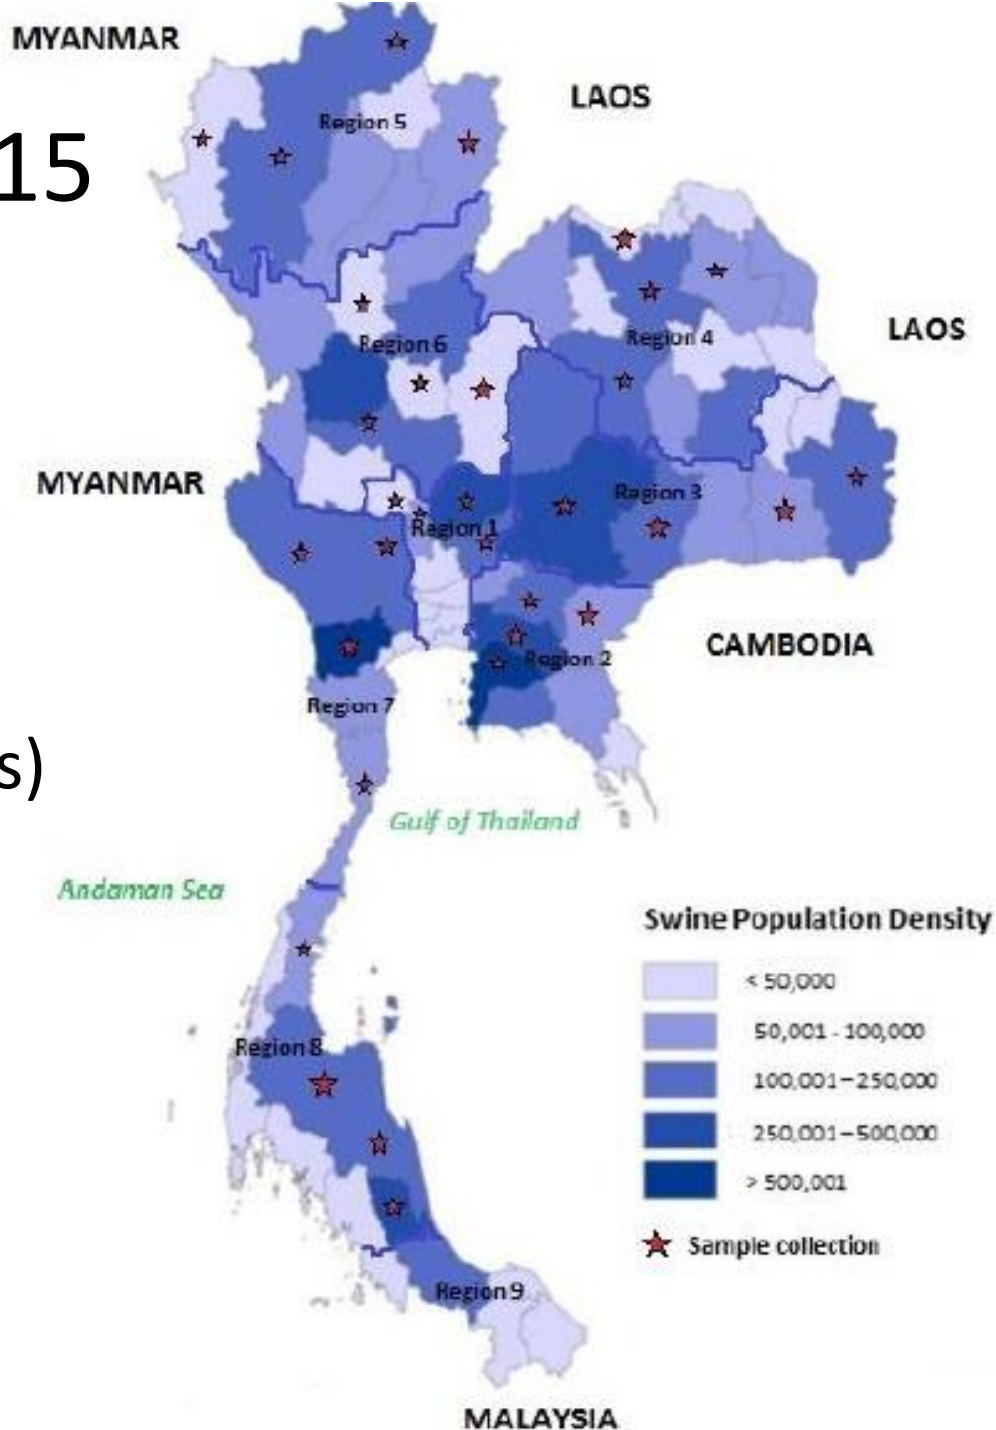 MYANMAR
LAOS
Region 5
15
LAOS
Region 4
Region 6
MYANMAR
Region 3
Region 1
CAMBODIA
Region 2
Region 7
s)
Gulf of Thailand
Andaman Sea
Swine Population Density
< 50,000
50,001 - 100,000
Region 8
100,001–250,000
250,001–500,000
> 500,001
Sample collection
Region 9
MALAYSIA